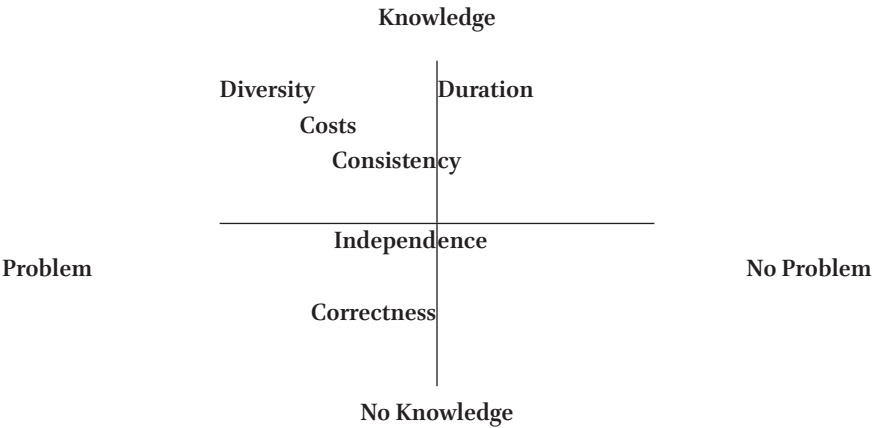 Knowledge
Diversity Duration
Costs
Consistency
Independence
Problem No Problem
Correctness
No Knowledge